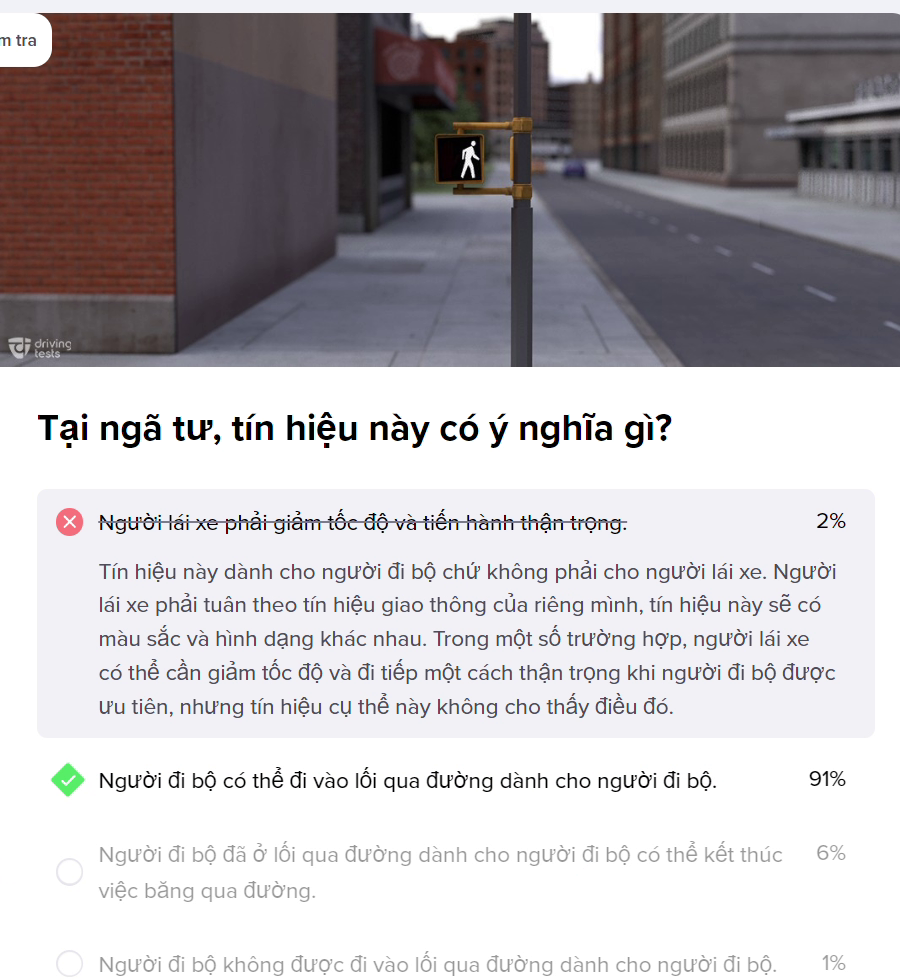 m tra
driving
tests
Tại ngã tư, tín hiệu này có ý nghĩa gì?
Người lái xe phải giảm tốc độ và tiến hành thận trọng. 2%
Tín hiệu này dành cho người đi bộ chứ không phải cho người lái xe. Người
lái xe phải tuân theo tín hiệu giao thông của riêng mình, tín hiệu này sẽ có
màu sắc và hình dạng khác nhau. Trong một số trường hợp, người lái xe
có thể cần giảm tốc độ và đi tiếp một cách thận trọng khi người đi bộ được
ưu tiên, nhưng tín hiệu cụ thể này không cho thấy điều đó.
Người đi bộ có thể đi vào lối qua đường dành cho người đi bộ. 91%
Người đi bộ đã ở lối qua đường dành cho người đi bộ có thể kết thúc 6%
việc băng qua đường.
Người đi bộ không được đi vào lối qua đường dành cho người đi bộ. 1%